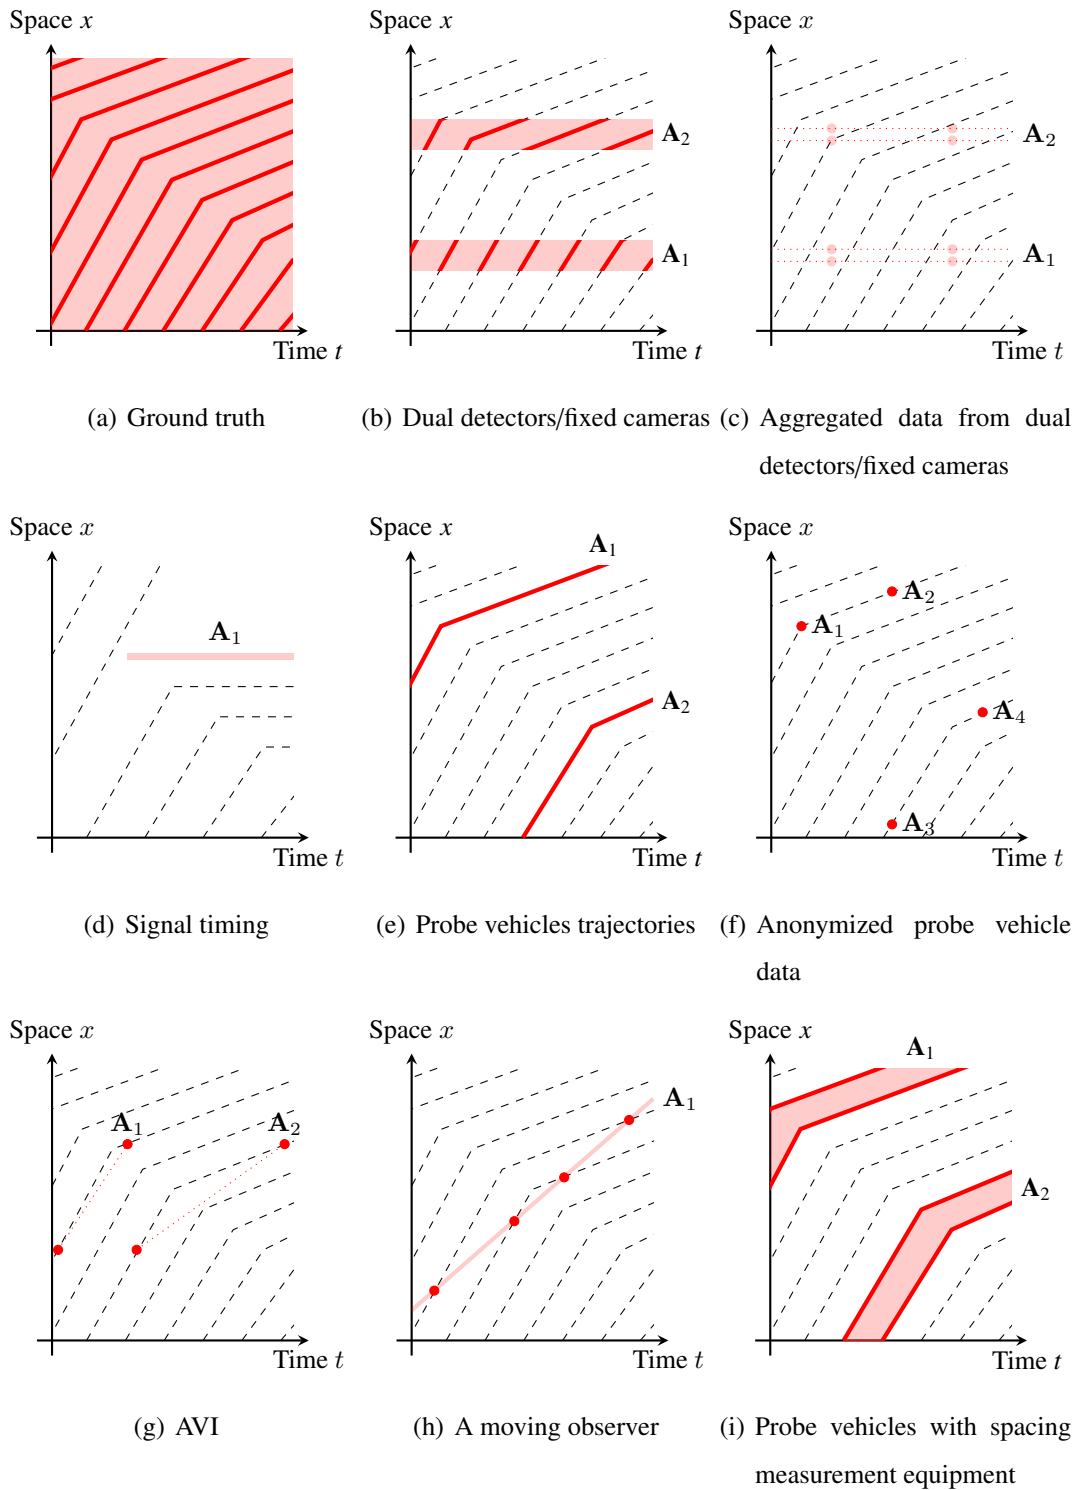 Space x
Space x
Space x
A₂
A₂
A₁
A₁
Time t
Time t
Time t
(a) Ground truth
(b) Dual detectors/fixed cameras
(c) Aggregated data from dual
detectors/fixed cameras
Space x
Space x
Space x
A₁
A₁
A₂
A₁
A₂
A₄
A₃
Time t
Time t
Time t
(d) Signal timing
(e) Probe vehicles trajectories
(f) Anonymized probe vehicle
data
Space x
Space x
Space x
A₁
A₂
A₁
A₁
A₂
Time t
Time t
Time t
(g) AVI
(h) A moving observer
(i) Probe vehicles with spacing
measurement equipment